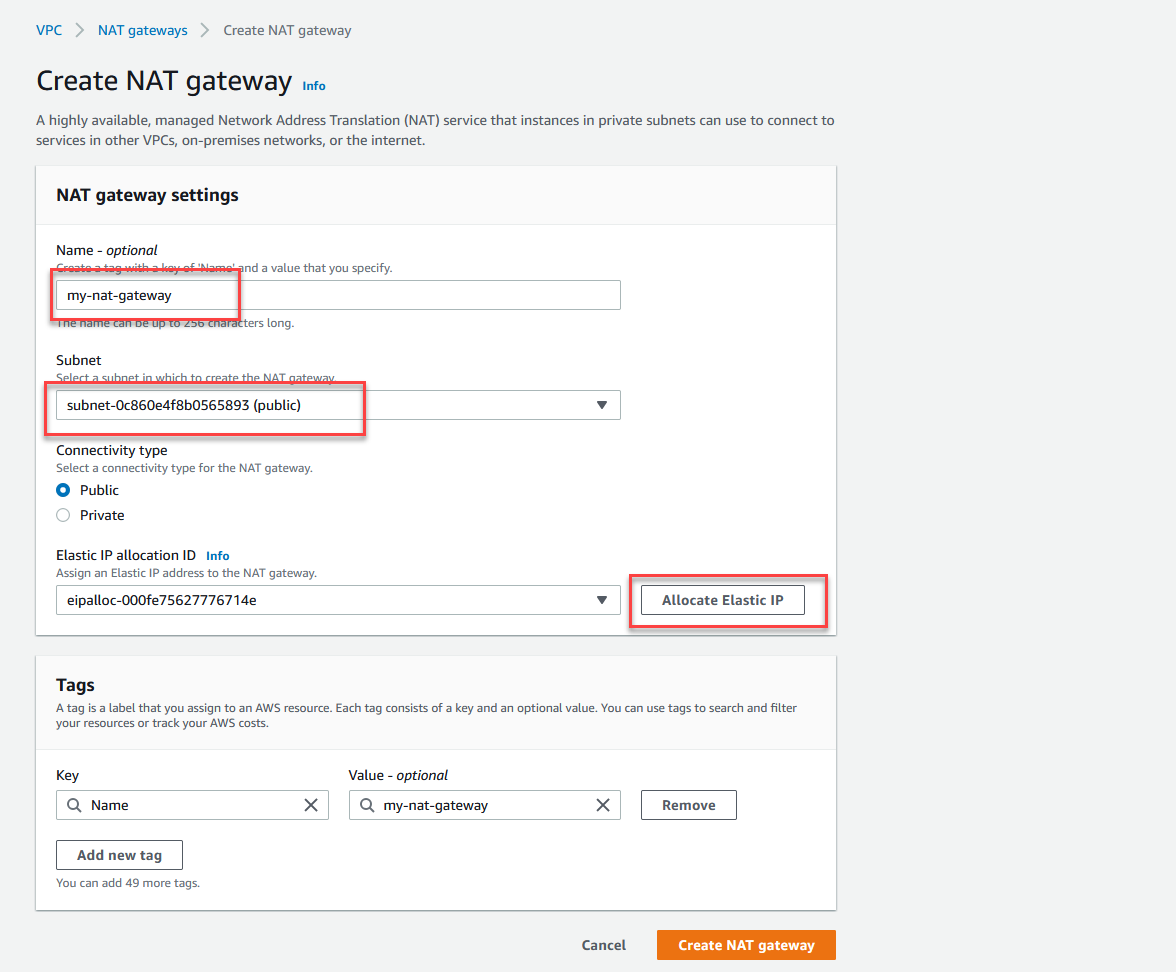 VPC > NAT gateways > Create NAT gateway
Create NAT gateway Info
A highly available, managed Network Address Translation (NAT) service that instances in private subnets can use to connect to
services in other VPCs, on-premises networks, or the internet.
NAT gateway settings
Name - optional
Create a tag with a key of 'Name' and a value that you specify.
my-nat-gateway
The name can be up to 256 characters long.
Subnet
Select a subnet in which to create the NAT gateway.
subnet-0c860e4f8b0565893 (public)
Connectivity type
Select a connectivity type for the NAT gateway.
Public
Private
Elastic IP allocation ID Info
Assign an Elastic IP address to the NAT gateway.
eipalloc-000fe75627776714e
Allocate Elastic IP
Tags
A tag is a label that you assign to an AWS resource. Each tag consists of a key and an optional value. You can use tags to search and filter
your resources or track your AWS costs.
Key
Value - optional
Name
my-nat-gateway
Remove
Add new tag
You can add 49 more tags.
Cancel
Create NAT gateway